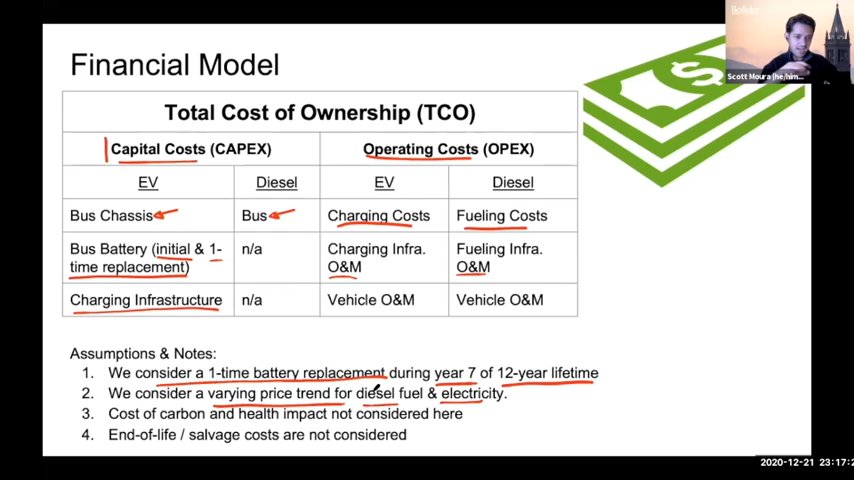 Berkeley
Scott Moura (he/him...
Financial Model
Total Cost of Ownership (TCO)
Capital Costs (CAPEX) Operating Costs (OPEX)
EV Diesel EV Diesel
Bus Chassis Bus Charging Costs Fueling Costs
Bus Battery (initial & 1- n/a Charging Infra. Fueling Infra.
time replacement) O&M O&M
Charging Infrastructure n/a Vehicle O&M Vehicle O&M
Assumptions & Notes:
1. We consider a 1-time battery replacement during year 7 of 12-year lifetime
2. We consider a varying price trend for diesel fuel & electricity.
3. Cost of carbon and health impact not considered here
4. End-of-life / salvage costs are not considered
2020-12-21 23:17:2